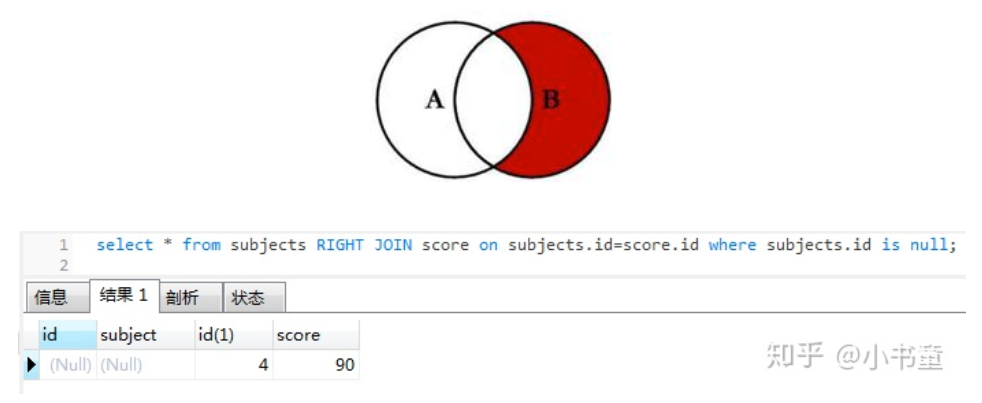 A B
1 select * from subjects RIGHT JOIN score on subjects.id=score.id where subjects.id is null;
2
信息 结果 1 剖析 状态
id subject id(1) score
(Null) (Null) 4 90
知乎 @小书童